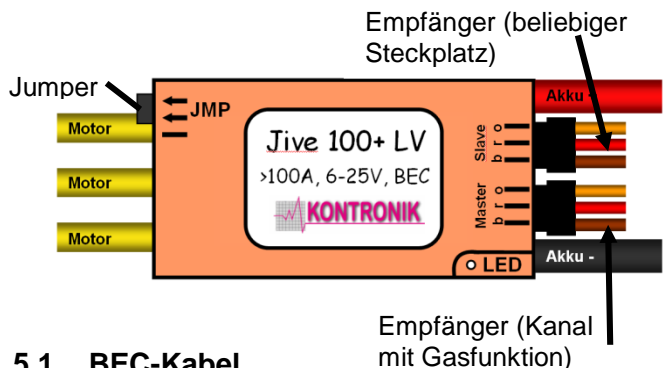 Empfänger (beliebiger
Steckplatz)
Jumper
JMP
Akku
Motor
Motor
Motor
Jive 100+ LV
>100A, 6-25V, BEC
KONTRONIK
Slave
o
r
b
Master
o
r
b
LED
Akku -
Empfänger (Kanal
mit Gasfunktion)
5.1 BEC-Kabel